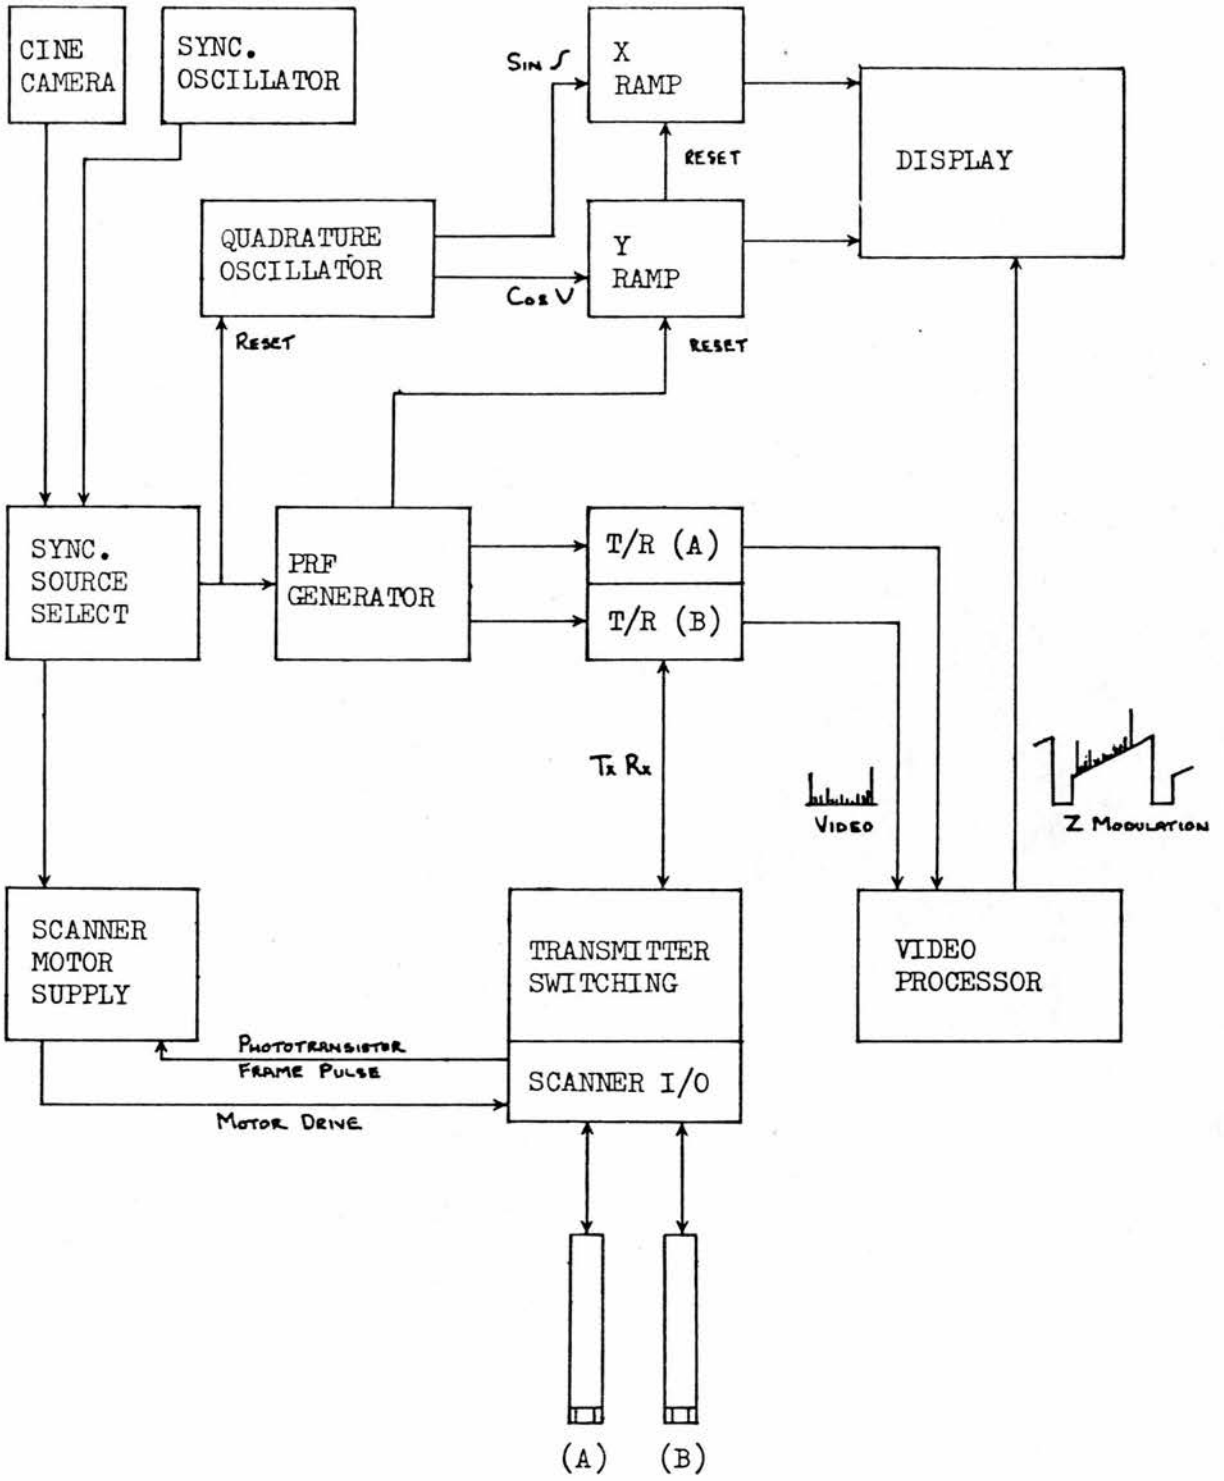 CINE
CAMERA
SYNC.
OSCILLATOR
SIN
X
RAMP
RESET
DISPLAY
QUADRATURE
OSCILLATOR
COS
Y
RAMP
RESET
RESET
SYNC.
SOURCE
SELECT
PRF
GENERATOR
T/R (A)
T/R (B)
Tx Rx
VIDEO
Z MODULATION
SCANNER
MOTOR
SUPPLY
TRANSMITTER
SWITCHING
VIDEO
PROCESSOR
PHOTOTRANSISTOR
FRAME PULSE
SCANNER I/O
MOTOR DRIVE
(A) (B)